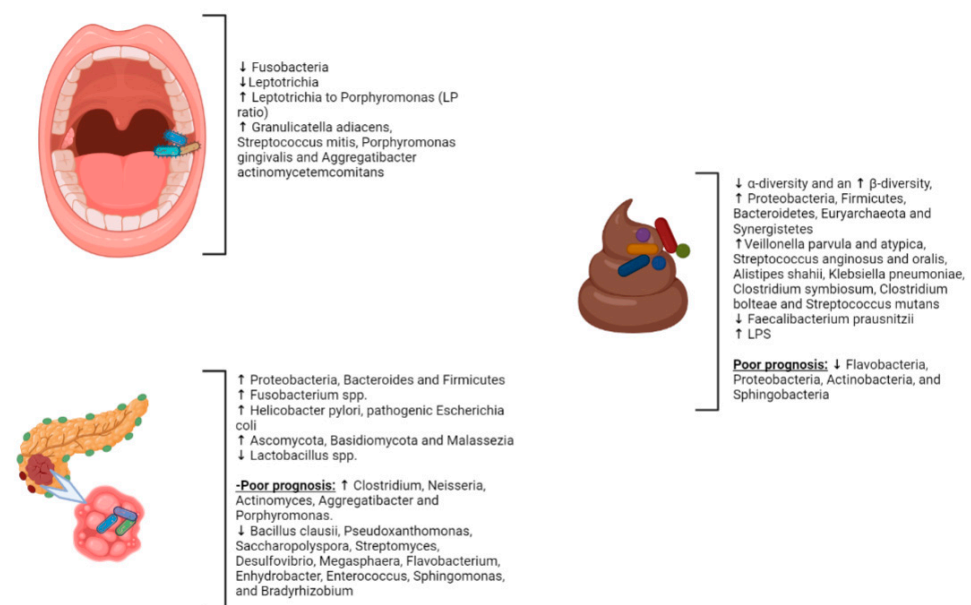 ↓ Fusobacteria
↓Leptotrichia
↑ Leptotrichia to Porphyromonas (LP
ratio)
↑ Granulicatella adiacens,
Streptococcus mitis, Porphyromonas
gingivalis and Aggregatibacter
actinomycetemcomitans
↓ α-diversity and an ↑ β-diversity,
↑ Proteobacteria, Firmicutes,
Bacteroidetes, Euryarchaeota and
Synergistetes
↑Veillonella parvula and atypica,
Streptococcus anginosus and oralis,
Alistipes shahii, Klebsiella pneumoniae,
Clostridium symbiosum, Clostridium
bolteae and Streptococcus mutans
↓ Faecalibacterium prausnitzii
↑ LPS
Poor prognosis: ↓ Flavobacteria,
Proteobacteria, Actinobacteria, and
Sphingobacteria
↑ Proteobacteria, Bacteroides and Firmicutes
↑ Fusobacterium spp.
↑ Helicobacter pylori, pathogenic Escherichia
coli
↑ Ascomycota, Basidiomycota and Malassezia
↓ Lactobacillus spp.
-Poor prognosis: ↑ Clostridium, Neisseria,
Actinomyces, Aggregatibacter and
Porphyromonas.
↓ Bacillus clausii, Pseudoxanthomonas,
Saccharopolyspora, Streptomyces,
Desulfovibrio, Megasphaera, Flavobacterium,
Enhydrobacter, Enterococcus, Sphingomonas,
and Bradyrhizobium